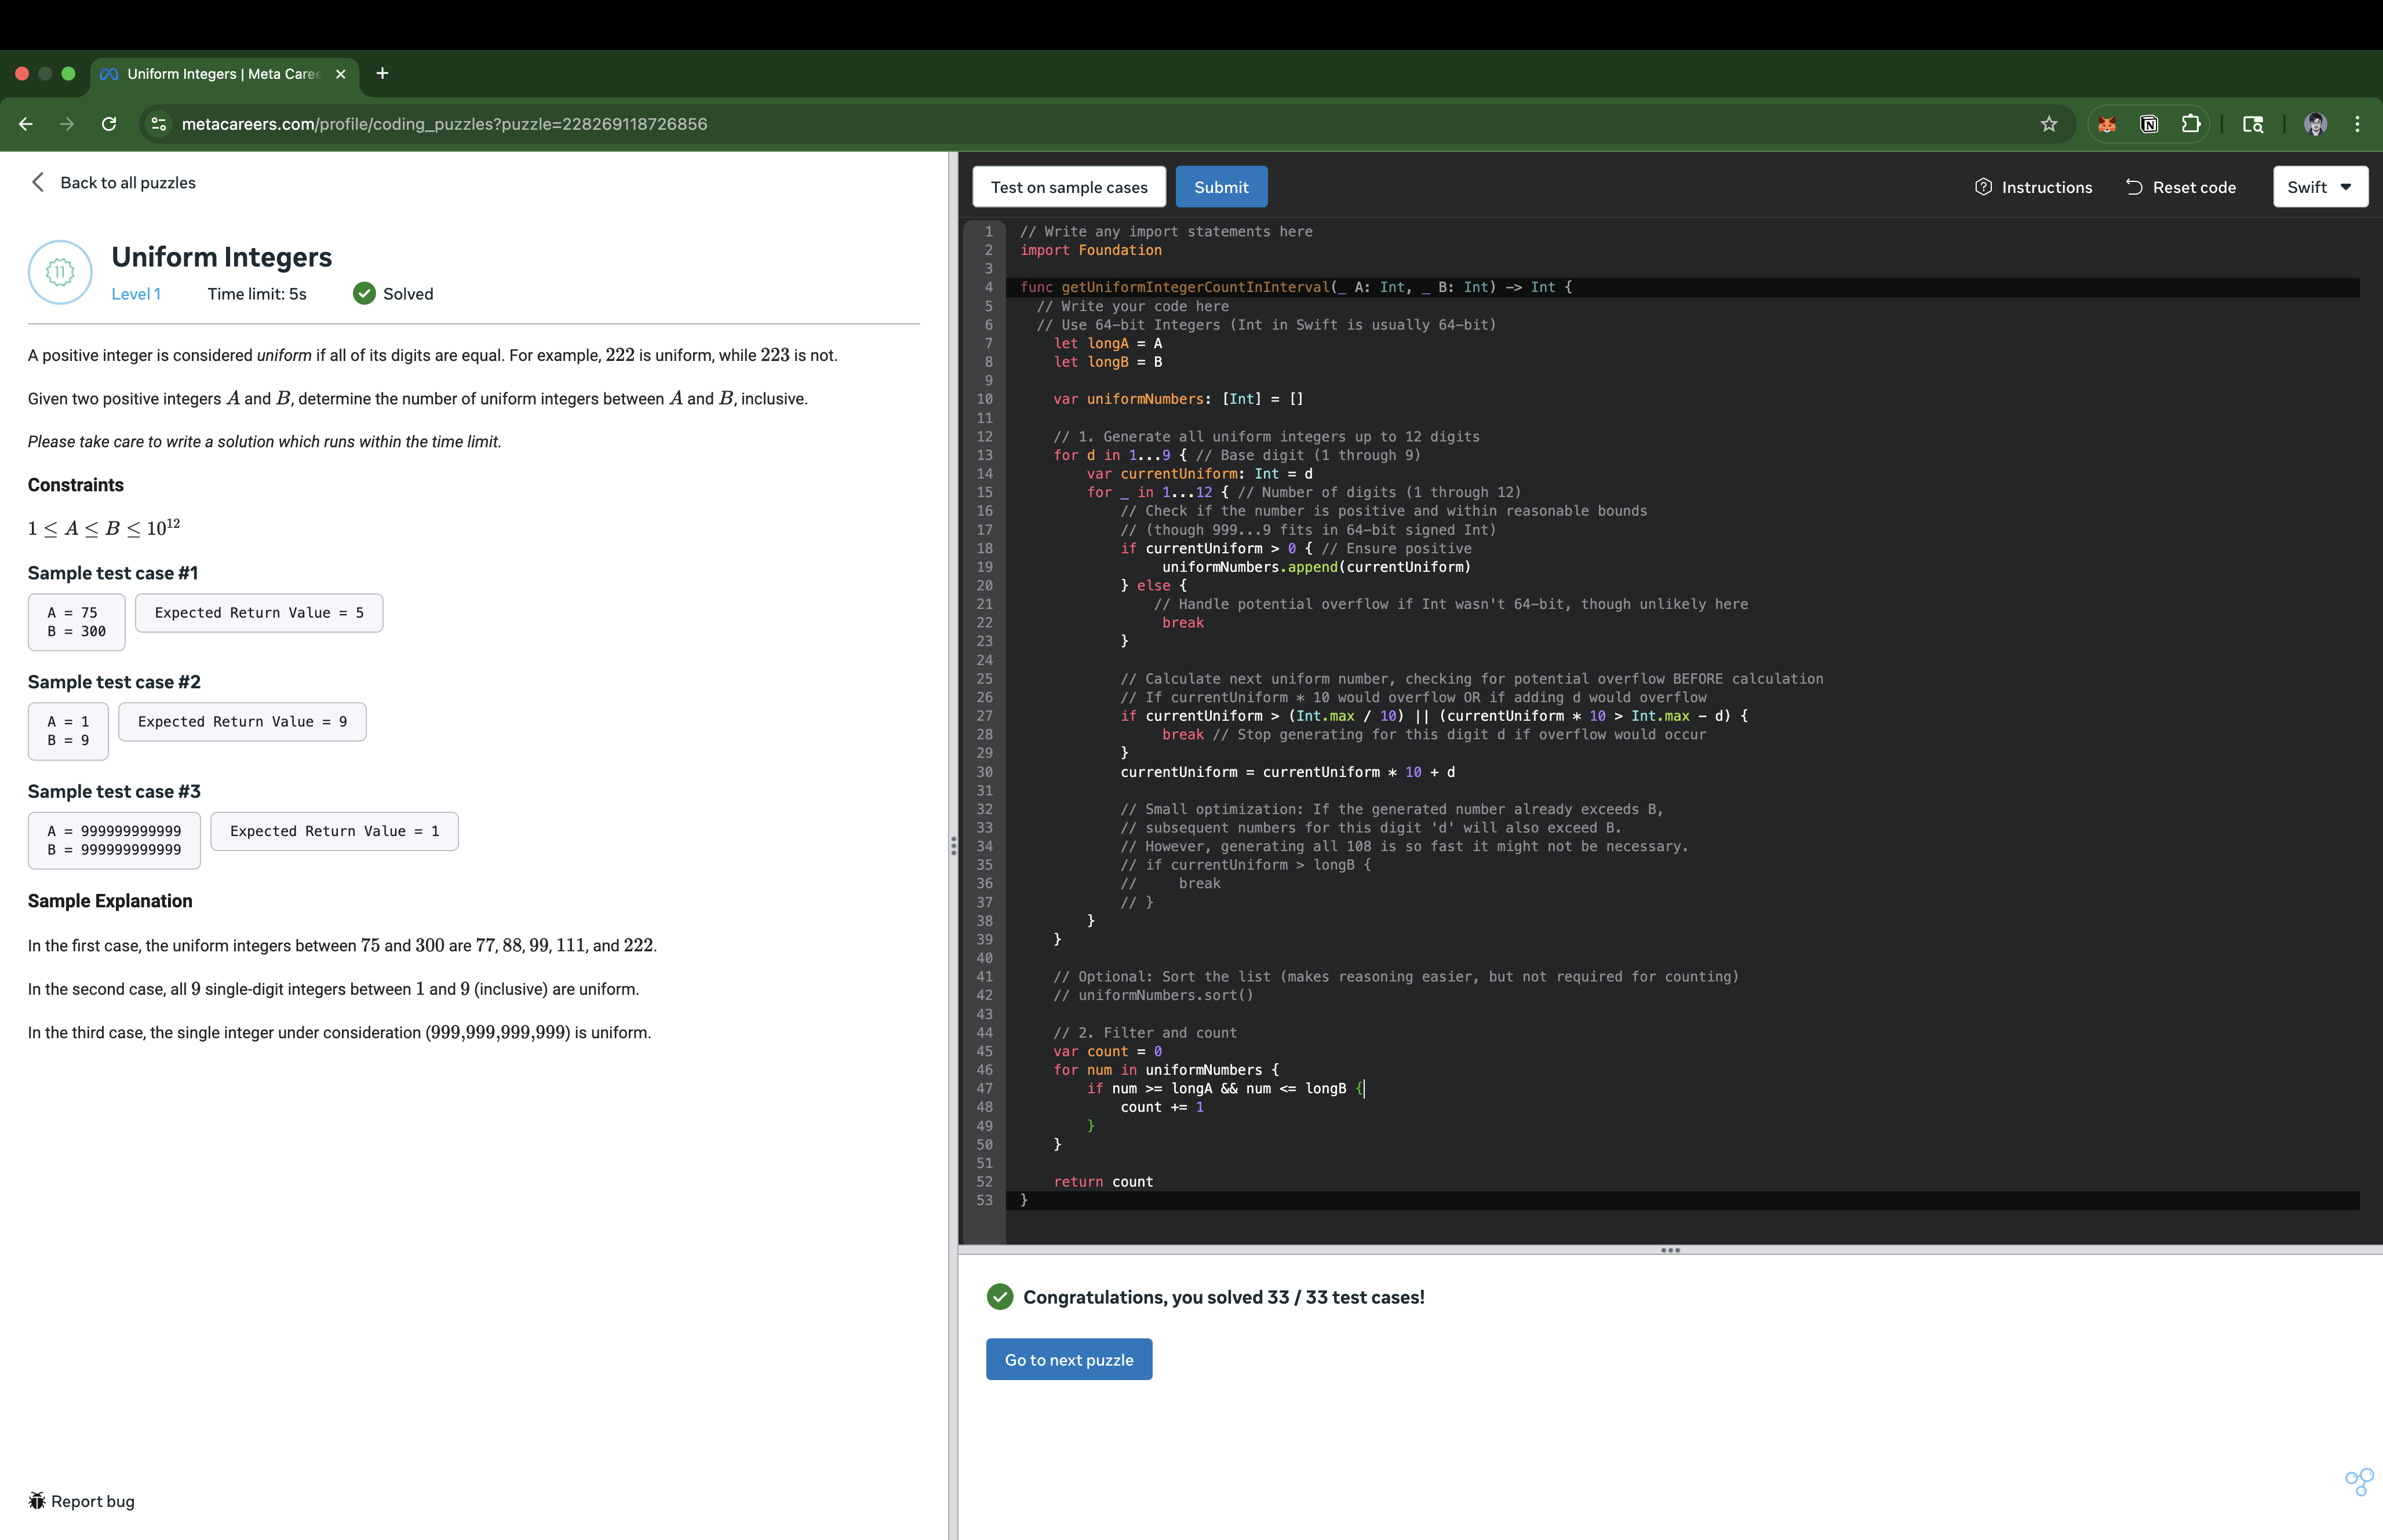 Uniform Integers | Meta Care
metacareers.com/profile/coding_puzzles?puzzle=228269118726856
Back to all puzzles
11
Uniform Integers
Level 1 Time limit: 5s Solved
A positive integer is considered uniform if all of its digits are equal. For example, 222 is uniform, while 223 is not.
Given two positive integers A and B, determine the number of uniform integers between A and B, inclusive.
Please take care to write a solution which runs within the time limit.
Constraints
1 ≤ A ≤ B ≤ 10¹²
Sample test case #1
A = 75
B = 300
Expected Return Value = 5
Sample test case #2
A = 1
B = 9
Expected Return Value = 9
Sample test case #3
A = 999999999999
B = 999999999999
Expected Return Value = 1
Sample Explanation
In the first case, the uniform integers between 75 and 300 are 77, 88, 99, 111, and 222.
In the second case, all 9 single-digit integers between 1 and 9 (inclusive) are uniform.
In the third case, the single integer under consideration (999,999,999,999) is uniform.
Report bug
Test on sample cases Submit Instructions Reset code Swift
1 // Write any import statements here
2 import Foundation
3
4 func getUniformIntegerCountInInterval(_ A: Int, _ B: Int) -> Int {
5   // Write your code here
6   // Use 64-bit Integers (Int in Swift is usually 64-bit)
7     let longA = A
8     let longB = B
9
10     var uniformNumbers: [Int] = []
11
12     // 1. Generate all uniform integers up to 12 digits
13     for d in 1...9 { // Base digit (1 through 9)
14         var currentUniform: Int = d
15         for _ in 1...12 { // Number of digits (1 through 12)
16             // Check if the number is positive and within reasonable bounds
17             // (though 999...9 fits in 64-bit signed Int)
18             if currentUniform > 0 { // Ensure positive
19                  uniformNumbers.append(currentUniform)
20             } else {
21                 // Handle potential overflow if Int wasn't 64-bit, though unlikely here
22                  break
23             }
24
25             // Calculate next uniform number, checking for potential overflow BEFORE calculation
26             // If currentUniform * 10 would overflow OR if adding d would overflow
27             if currentUniform > (Int.max / 10) || (currentUniform * 10 > Int.max - d) {
28                  break // Stop generating for this digit d if overflow would occur
29             }
30             currentUniform = currentUniform * 10 + d
31
32             // Small optimization: If the generated number already exceeds B,
33             // subsequent numbers for this digit 'd' will also exceed B.
34             // However, generating all 108 is so fast it might not be necessary.
35             // if currentUniform > longB {
36             //     break
37             // }
38         }
39     }
40
41     // Optional: Sort the list (makes reasoning easier, but not required for counting)
42     // uniformNumbers.sort()
43
44     // 2. Filter and count
45     var count = 0
46     for num in uniformNumbers {
47         if num >= longA && num <= longB {
48             count += 1
49         }
50     }
51
52     return count
53 }
Congratulations, you solved 33 / 33 test cases!
Go to next puzzle